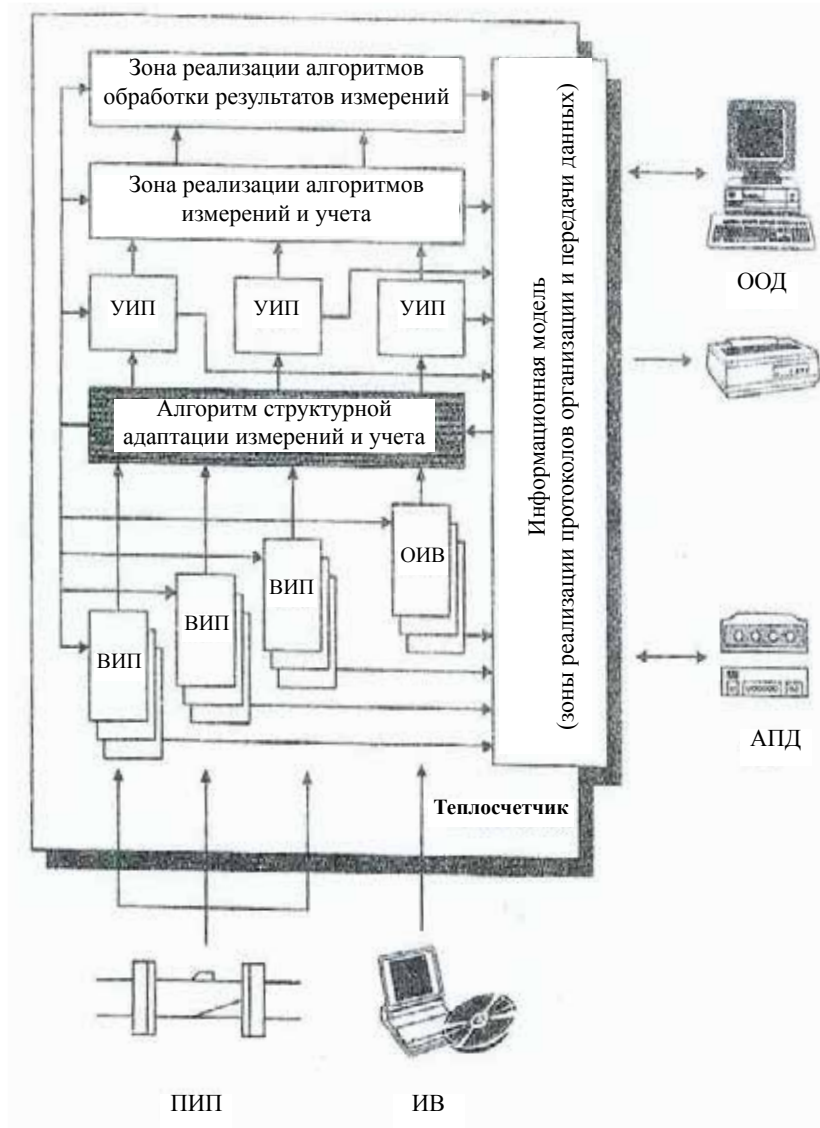 Зона реализации алгоритмов
обработки результатов измерений
Зона реализации алгоритмов
измерений и учета
УИП
УИП
УИП
Алгоритм структурной
адаптации измерений и учета
ОИВ
ВИП
ВИП
ВИП
Информационная модель
(зоны реализации протоколов организации и передачи данных)
Теплосчетчик
ООД
АПД
ПИП
ИВ